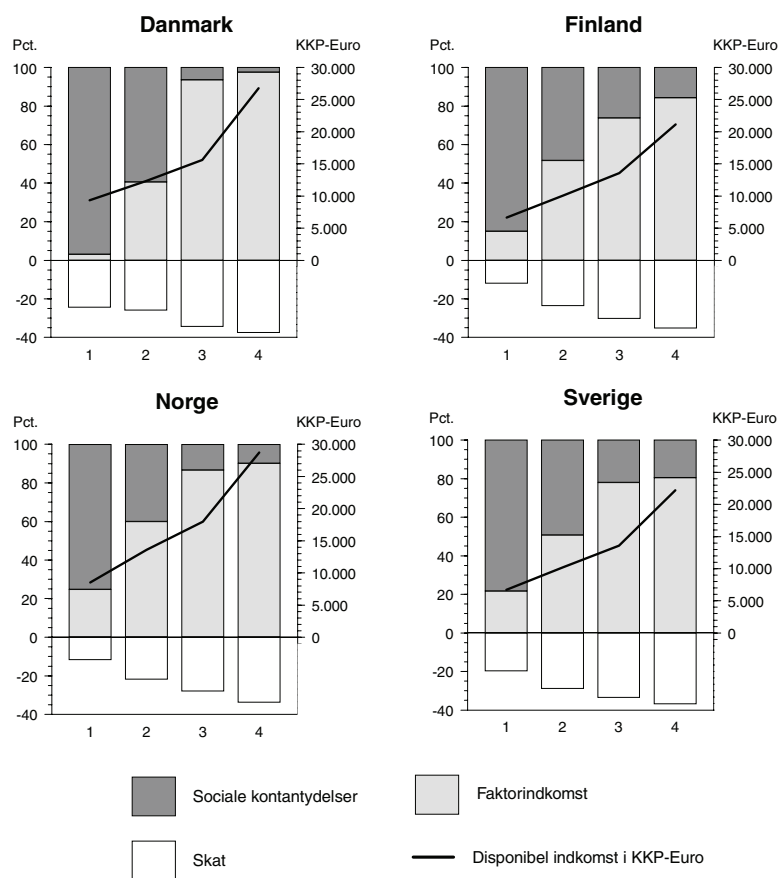 Danmark
Pct. KKP-Euro
100 30.000
80 25.000
60 20.000
40 15.000
20 10.000
0 5.000
-20 0
-40
1 2 3 4
Finland
Pct. KKP-Euro
100 30.000
80 25.000
60 20.000
40 15.000
20 10.000
0 5.000
-20 0
-40
1 2 3 4
Norge
Pct. KKP-Euro
100 30.000
80 25.000
60 20.000
40 15.000
20 10.000
0 5.000
-20 0
-40
1 2 3 4
Sverige
Pct. KKP-Euro
100 30.000
80 25.000
60 20.000
40 15.000
20 10.000
0 5.000
-20 0
-40
1 2 3 4
Sociale kontantydelser
Faktorindkomst
Skat
Disponibel indkomst i KKP-Euro